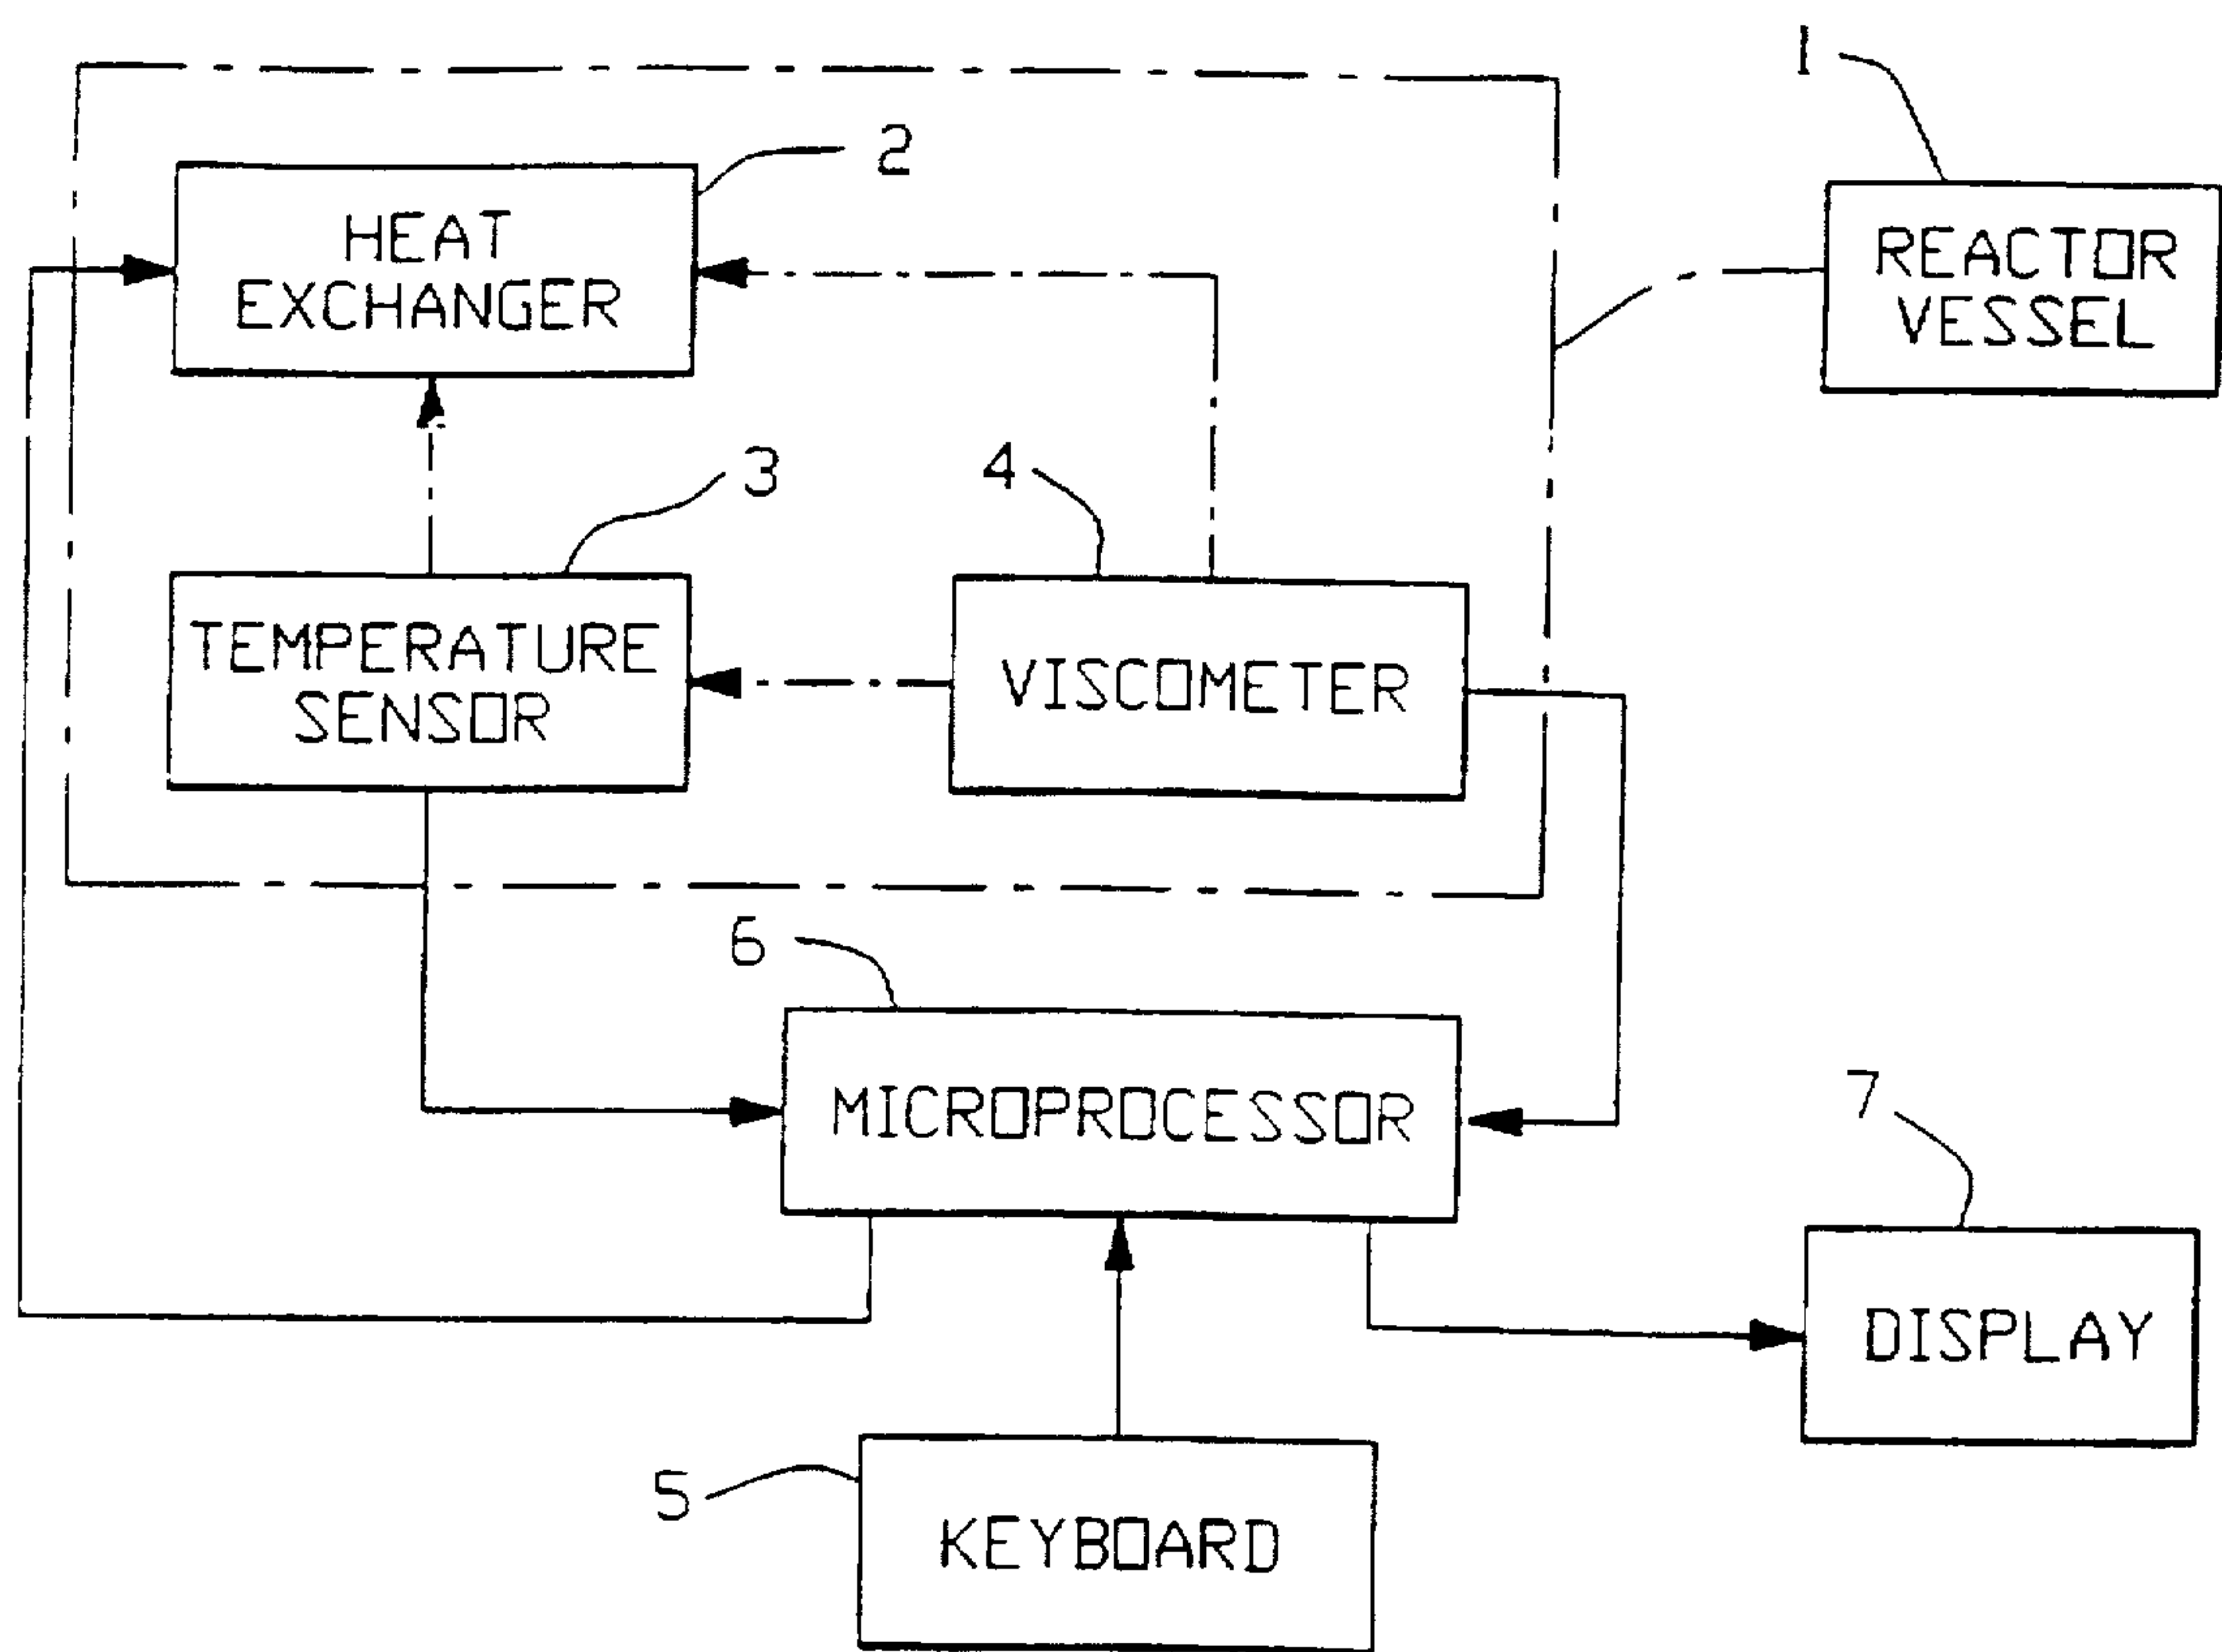 1
2
HEAT
EXCHANGER
REACTOR
VESSEL
3
4
TEMPERATURE
SENSOR
VISCOMETER
6
MICROPROCESSOR
7
DISPLAY
5
KEYBOARD